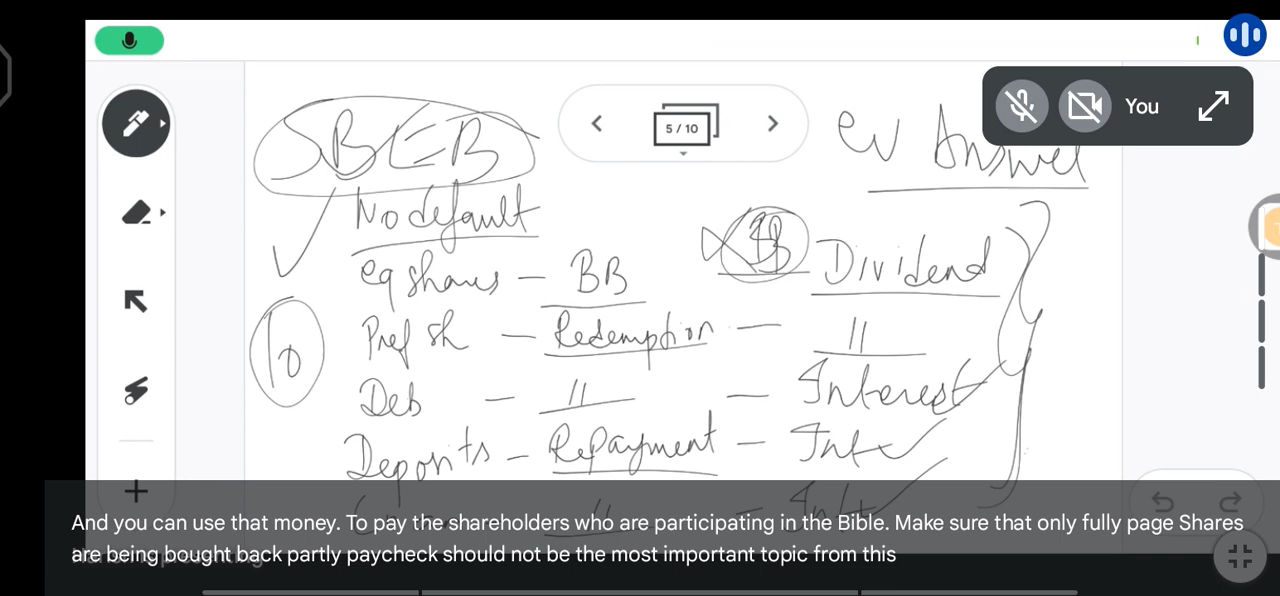 5 / 10
You
ev Answer
SBEB
No default
eq shares - BB
Dividend
Pref sh - Redemption - "
10
Deb - " - Interest
Deposits - Repayment - Int
" - Int
And you can use that money. To pay the shareholders who are participating in the Bible. Make sure that only fully page Shares
are being bought back partly paycheck should not be the most important topic from this